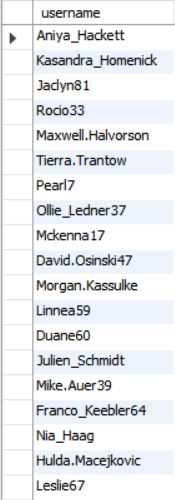 username
Aniya_Hackett
Kasandra_Homenick
Jaclyn81
Rocio33
Maxwell.Halvorson
Tierra.Trantow
Pearl7
Ollie_Ledner37
Mckenna17
David.Osinski47
Morgan.Kassulke
Linnea59
Duane60
Julien_Schmidt
Mike.Auer39
Franco_Keebler64
Nia_Haag
Hulda.Macejkovic
Leslie67